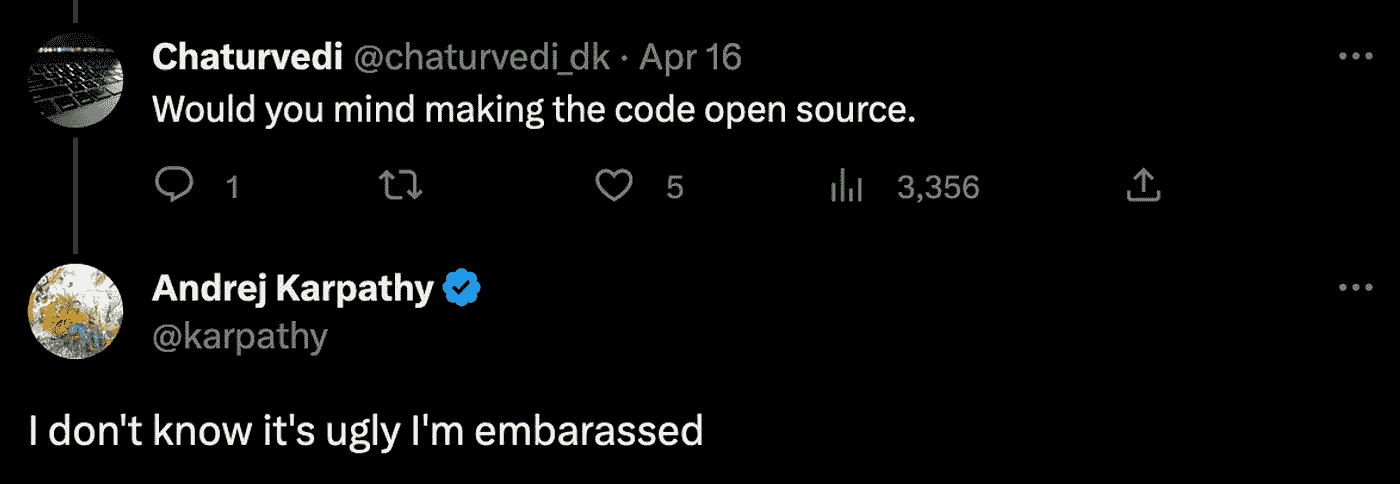 Chaturvedi @chaturvedi_dk · Apr 16
Would you mind making the code open source.
1 5 3,356
Andrej Karpathy
@karpathy
I don't know it's ugly I'm embarassed